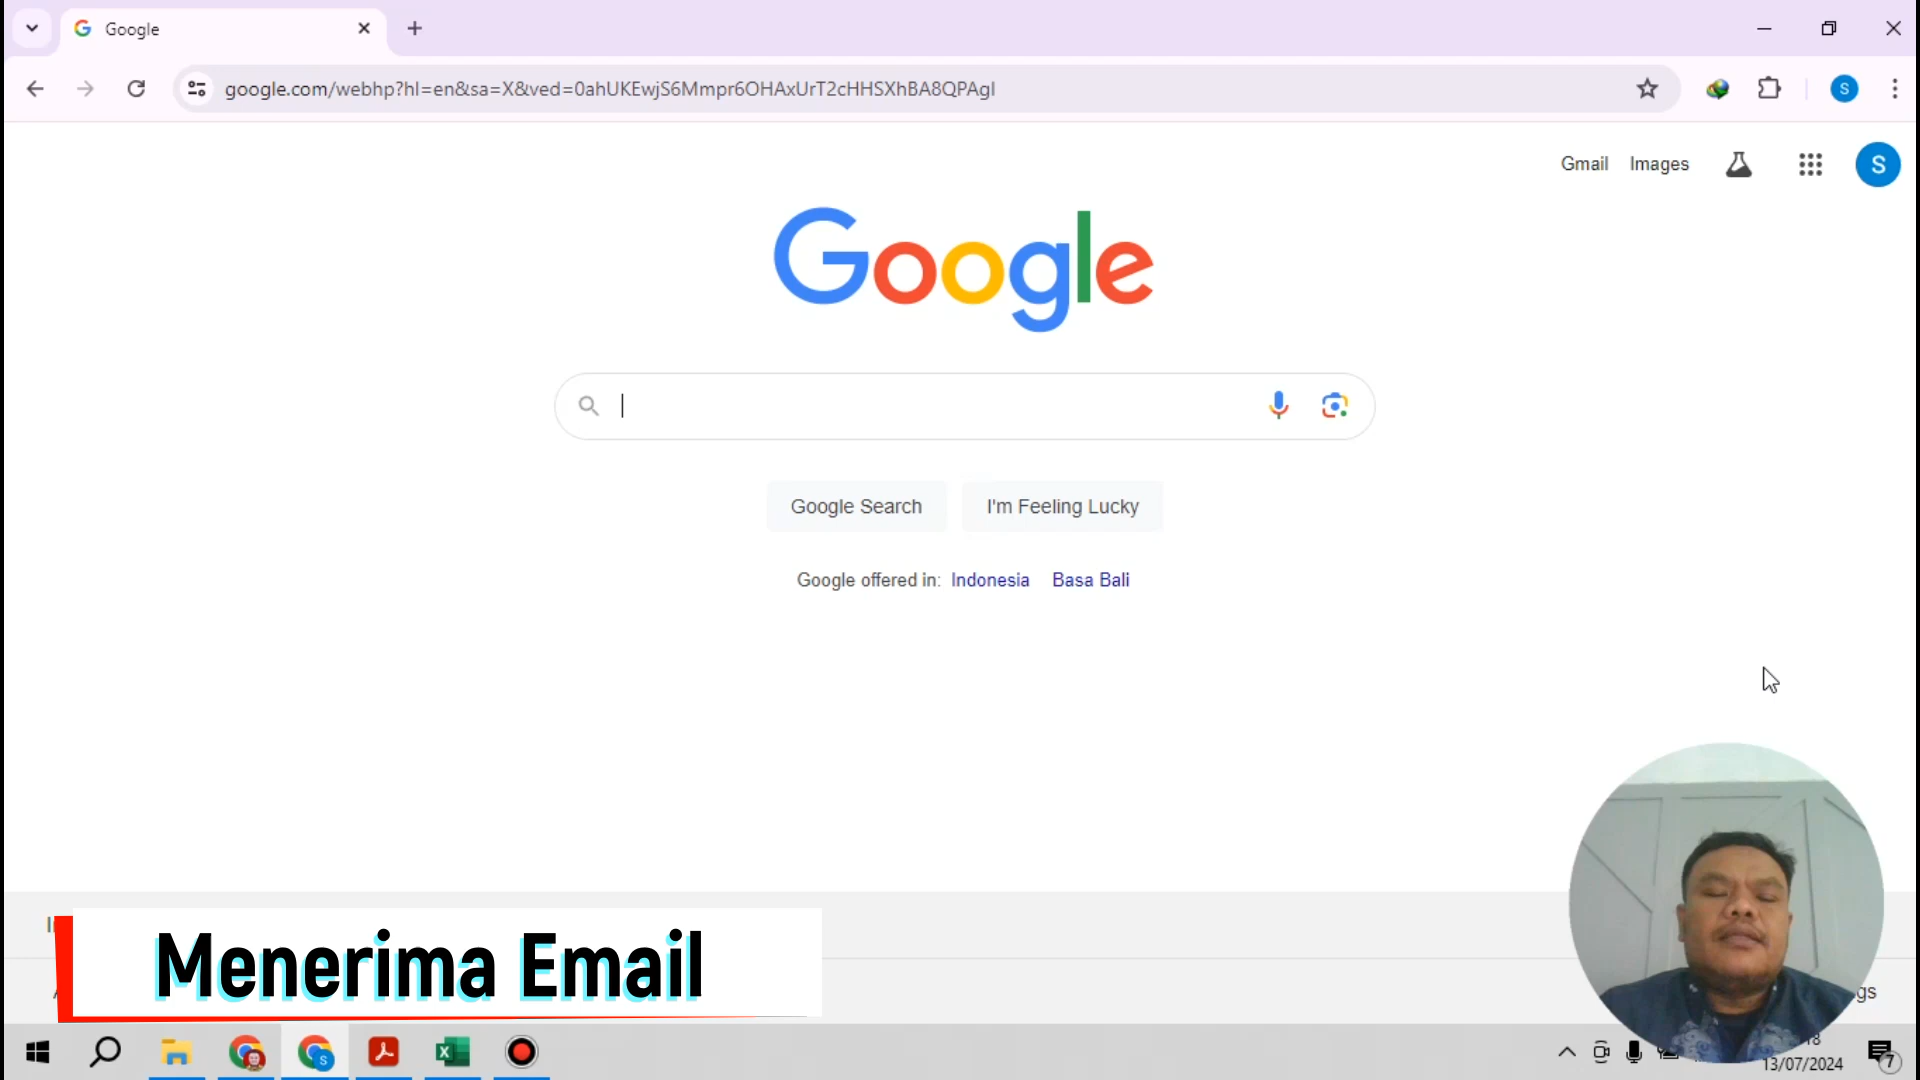 Google
google.com/webhp?hl=en&sa=X&ved=0ahUKEwjS6Mmpr6OHAxUrT2cHHSXhBA8QPAgI
S
Gmail Images
S
Google
Google Search I'm Feeling Lucky
Google offered in: Indonesia Basa Bali
Menerima Email
S
13/07/2024
7